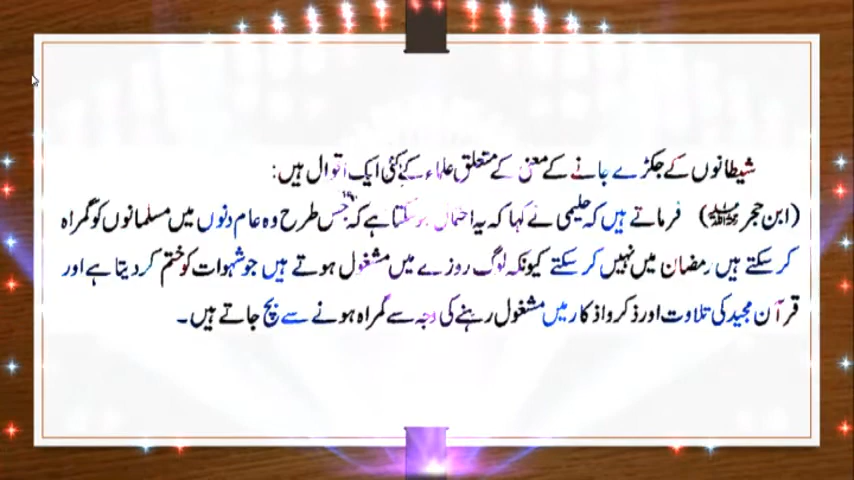 شیطانوں کے جکڑے جانے کے معنی کے متعلق علماء کے کئی ایک اقوال ہیں:
(ابن حجر رحمہ اللہ) فرماتے ہیں کہ حلیمی نے کہا کہ یہ احتمال ہو سکتا ہے کہ جس طرح وہ عام دنوں میں مسلمانوں کو گمراہ
کر سکتے ہیں رمضان میں نہیں کر سکتے کیونکہ لوگ روزے میں مشغول ہوتے ہیں جو شہوات کو ختم کر دیتا ہے اور
قرآن مجید کی تلاوت اور ذکر و اذکار میں مشغول رہنے کی وجہ سے گمراہ ہونے سے بچ جاتے ہیں۔